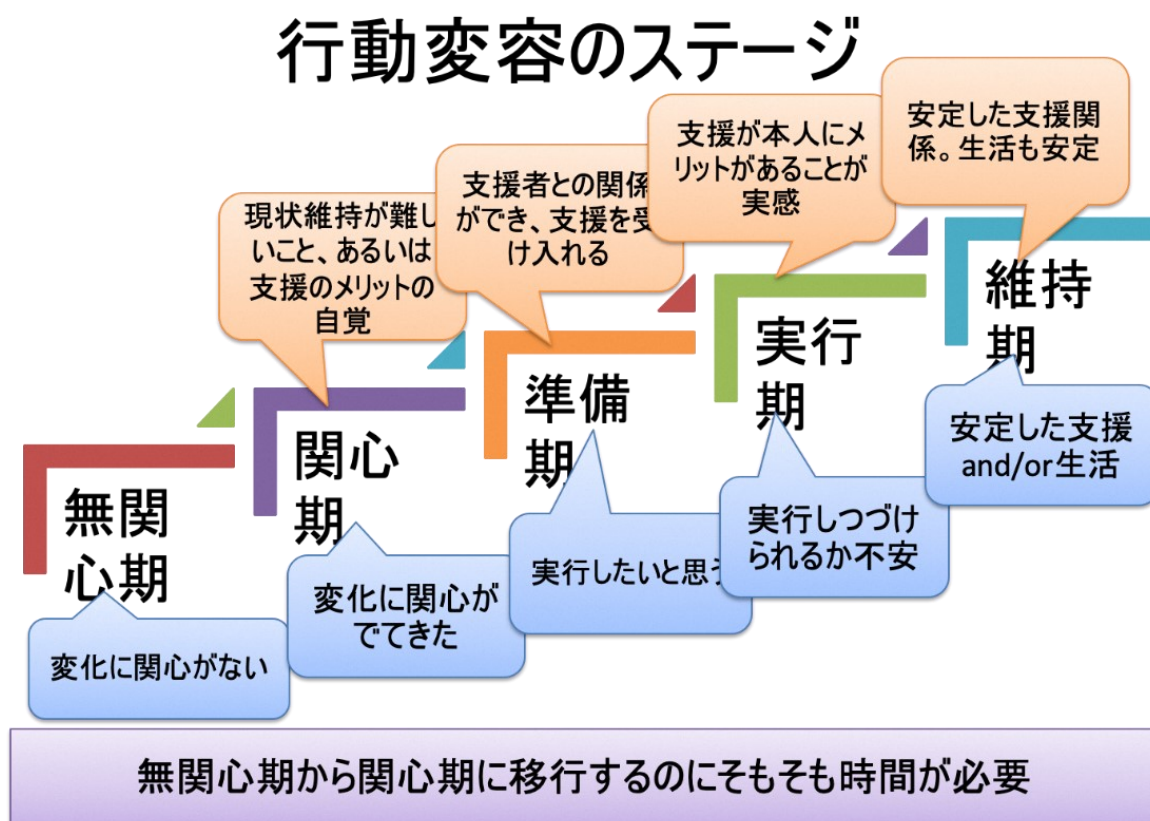 行動変容のステージ
現状維持が難し
いこと、あるいは
支援のメリットの
自覚
支援者との関係
ができ、支援を受
け入れる
支援が本人にメ
リットがあることが
実感
安定した支援関
係。生活も安定
無関
心期
関心
期
準備
期
実行
期
維持
期
変化に関心がない
変化に関心が
でてきた
実行したいと思う
実行しつづけ
られるか不安
安定した支援
and/or生活
無関心期から関心期に移行するのにそもそも時間が必要